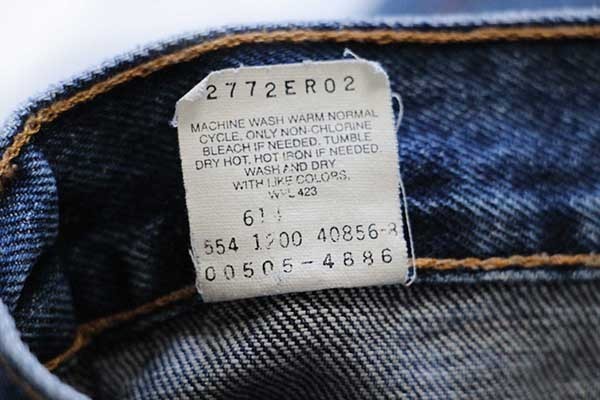 2772ER02
MACHINE WASH WARM NORMAL
CYCLE. ONLY NON-CHLORINE
BLEACH IF NEEDED. TUMBLE
DRY HOT. HOT IRON IF NEEDED.
WASH AND DRY
WITH LIKE COLORS.
WPL 423
554 1200 40856-8
00505-4886